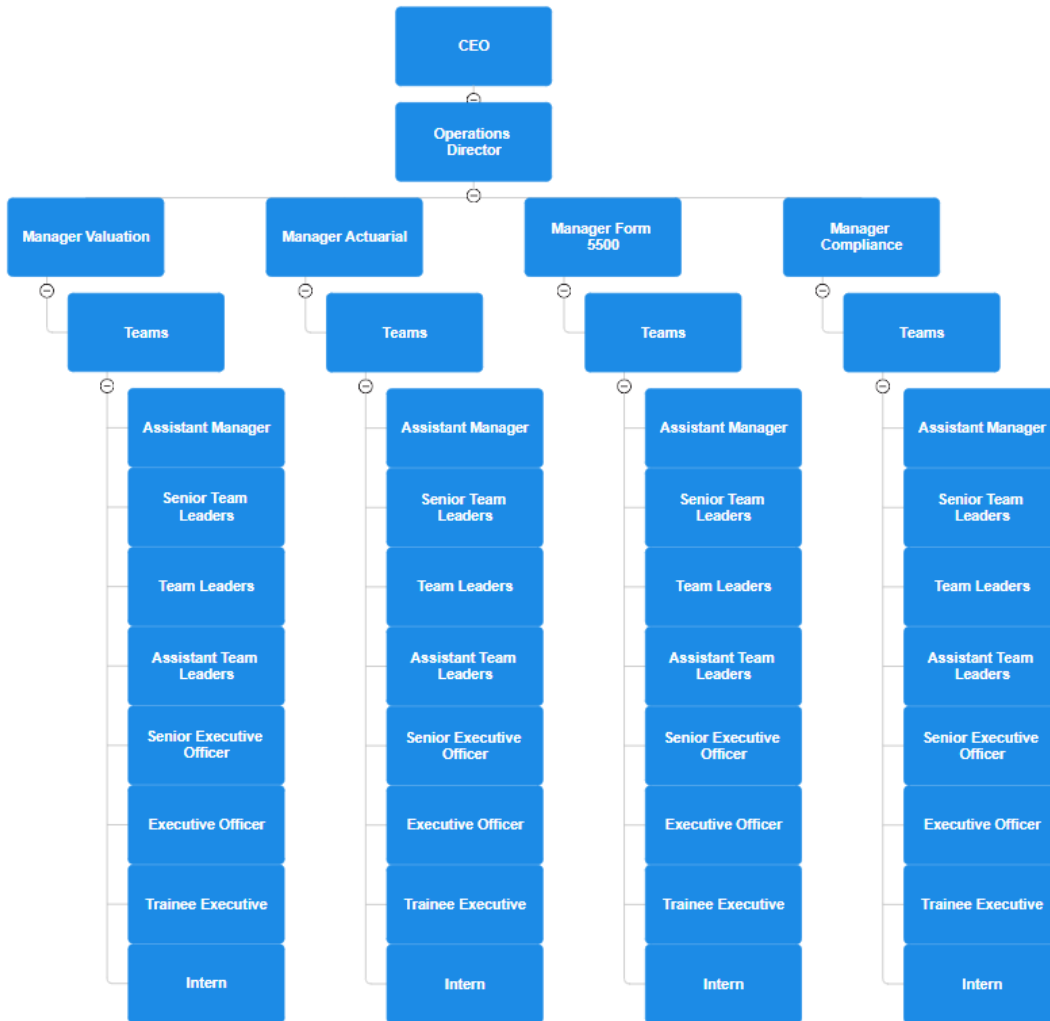 CEO
Operations
Director
Manager Valuation
Manager Actuarial
Manager Form
5500
Manager
Compliance
Teams
Teams
Teams
Teams
Assistant Manager
Assistant Manager
Assistant Manager
Assistant Manager
Senior Team
Leaders
Senior Team
Leaders
Senior Team
Leaders
Senior Team
Leaders
Team Leaders
Team Leaders
Team Leaders
Team Leaders
Assistant Team
Leaders
Assistant Team
Leaders
Assistant Team
Leaders
Assistant Team
Leaders
Senior Executive
Officer
Senior Executive
Officer
Senior Executive
Officer
Senior Executive
Officer
Executive Officer
Executive Officer
Executive Officer
Executive Officer
Trainee Executive
Trainee Executive
Trainee Executive
Trainee Executive
Intern
Intern
Intern
Intern